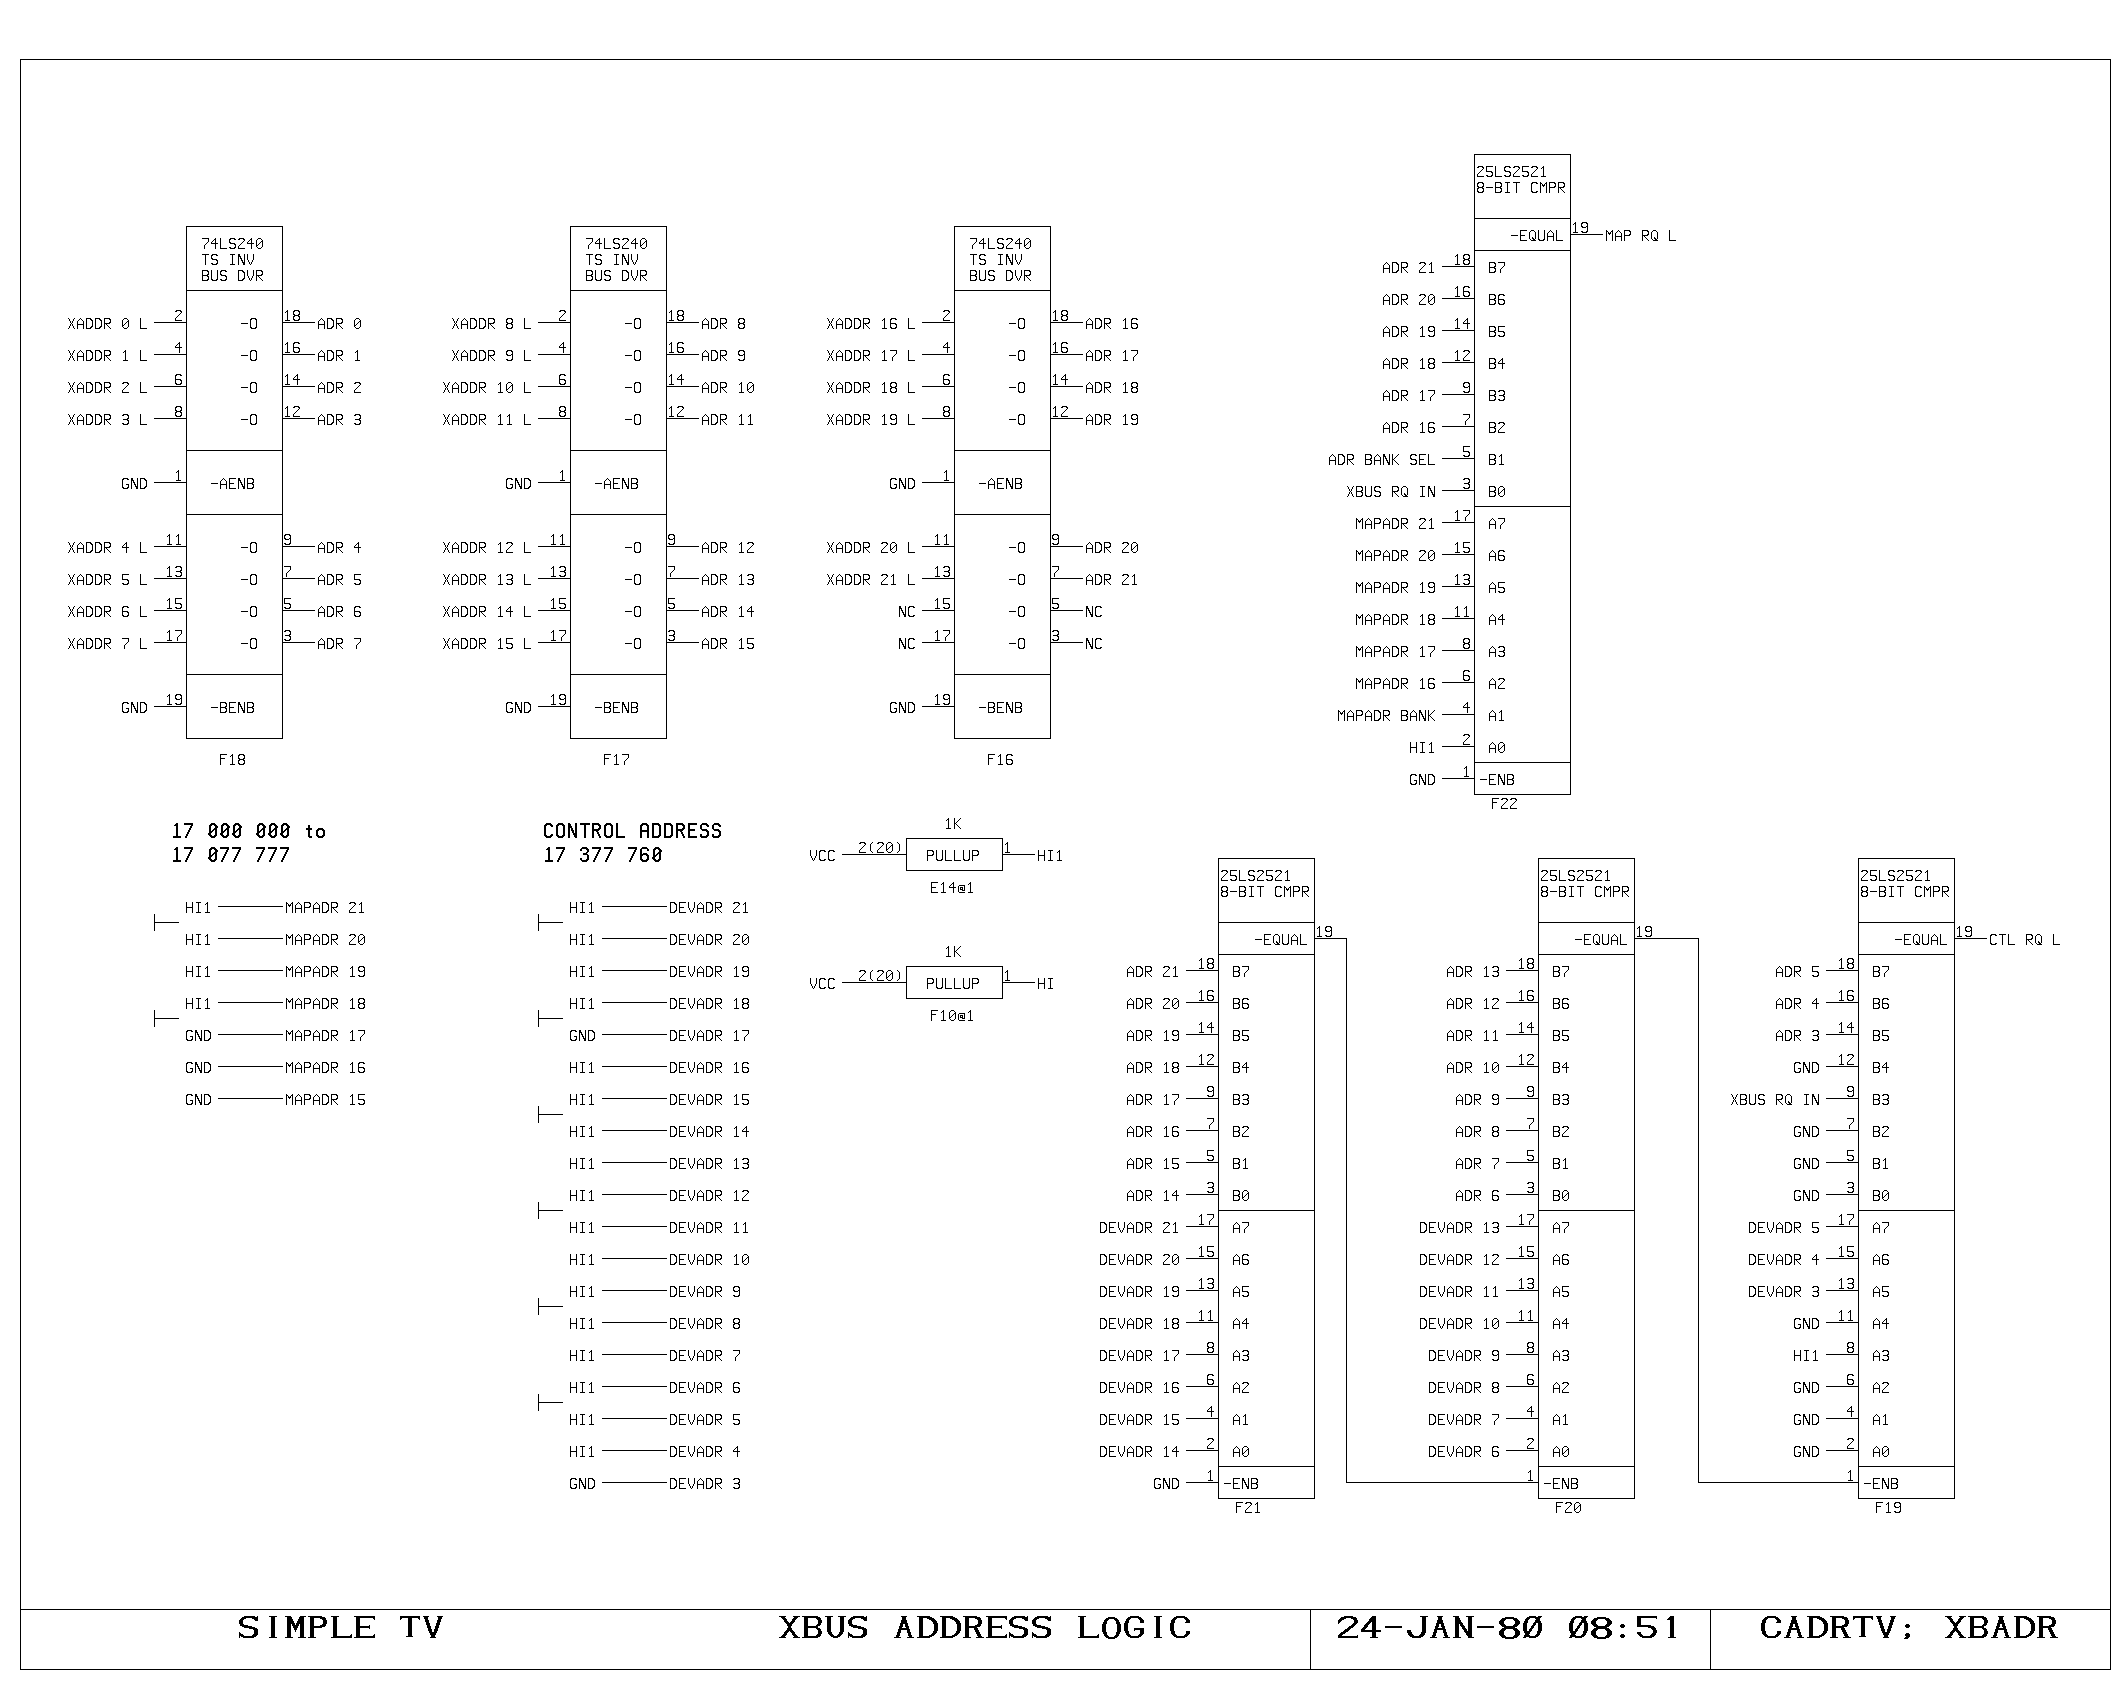 74LS240
TS INV
BUS DVR
XADDR 0 L 2 -O 18 ADR 0
XADDR 1 L 4 -O 16 ADR 1
XADDR 2 L 6 -O 14 ADR 2
XADDR 3 L 8 -O 12 ADR 3
GND 1 -AENB
XADDR 4 L 11 -O 9 ADR 4
XADDR 5 L 13 -O 7 ADR 5
XADDR 6 L 15 -O 5 ADR 6
XADDR 7 L 17 -O 3 ADR 7
GND 19 -BENB
F18
74LS240
TS INV
BUS DVR
XADDR 8 L 2 -O 18 ADR 8
XADDR 9 L 4 -O 16 ADR 9
XADDR 10 L 6 -O 14 ADR 10
XADDR 11 L 8 -O 12 ADR 11
GND 1 -AENB
XADDR 12 L 11 -O 9 ADR 12
XADDR 13 L 13 -O 7 ADR 13
XADDR 14 L 15 -O 5 ADR 14
XADDR 15 L 17 -O 3 ADR 15
GND 19 -BENB
F17
74LS240
TS INV
BUS DVR
XADDR 16 L 2 -O 18 ADR 16
XADDR 17 L 4 -O 16 ADR 17
XADDR 18 L 6 -O 14 ADR 18
XADDR 19 L 8 -O 12 ADR 19
GND 1 -AENB
XADDR 20 L 11 -O 9 ADR 20
XADDR 21 L 13 -O 7 ADR 21
NC 15 -O 5 NC
NC 17 -O 3 NC
GND 19 -BENB
F16
25LS2521
8-BIT CMPR
-EQUAL 19 MAP RQ L
ADR 21 18 B7
ADR 20 16 B6
ADR 19 14 B5
ADR 18 12 B4
ADR 17 9 B3
ADR 16 7 B2
ADR BANK SEL 5 B1
XBUS RQ IN 3 B0
MAPADR 21 17 A7
MAPADR 20 15 A6
MAPADR 19 13 A5
MAPADR 18 11 A4
MAPADR 17 8 A3
MAPADR 16 6 A2
MAPADR BANK 4 A1
HI1 2 A0
GND 1 -ENB
F22
17 000 000 to
17 077 777
HI1 MAPADR 21
HI1 MAPADR 20
HI1 MAPADR 19
HI1 MAPADR 18
GND MAPADR 17
GND MAPADR 16
GND MAPADR 15
CONTROL ADDRESS
17 377 760
HI1 DEVADR 21
HI1 DEVADR 20
HI1 DEVADR 19
HI1 DEVADR 18
GND DEVADR 17
HI1 DEVADR 16
HI1 DEVADR 15
HI1 DEVADR 14
HI1 DEVADR 13
HI1 DEVADR 12
HI1 DEVADR 11
HI1 DEVADR 10
HI1 DEVADR 9
HI1 DEVADR 8
HI1 DEVADR 7
HI1 DEVADR 6
HI1 DEVADR 5
HI1 DEVADR 4
GND DEVADR 3
1K
VCC 2(20) PULLUP 1 HI1
E14@1
1K
VCC 2(20) PULLUP 1 HI
F10@1
25LS2521
8-BIT CMPR
-EQUAL 19
ADR 21 18 B7
ADR 20 16 B6
ADR 19 14 B5
ADR 18 12 B4
ADR 17 9 B3
ADR 16 7 B2
ADR 15 5 B1
ADR 14 3 B0
DEVADR 21 17 A7
DEVADR 20 15 A6
DEVADR 19 13 A5
DEVADR 18 11 A4
DEVADR 17 8 A3
DEVADR 16 6 A2
DEVADR 15 4 A1
DEVADR 14 2 A0
GND 1 -ENB
F21
25LS2521
8-BIT CMPR
-EQUAL 19
ADR 13 18 B7
ADR 12 16 B6
ADR 11 14 B5
ADR 10 12 B4
ADR 9 9 B3
ADR 8 7 B2
ADR 7 5 B1
ADR 6 3 B0
DEVADR 13 17 A7
DEVADR 12 15 A6
DEVADR 11 13 A5
DEVADR 10 11 A4
DEVADR 9 8 A3
DEVADR 8 6 A2
DEVADR 7 4 A1
DEVADR 6 2 A0
1 -ENB
F20
25LS2521
8-BIT CMPR
-EQUAL 19 CTL RQ L
ADR 5 18 B7
ADR 4 16 B6
ADR 3 14 B5
GND 12 B4
XBUS RQ IN 9 B3
GND 7 B2
GND 5 B1
GND 3 B0
DEVADR 5 17 A7
DEVADR 4 15 A6
DEVADR 3 13 A5
GND 11 A4
HI1 8 A3
GND 6 A2
GND 4 A1
GND 2 A0
1 -ENB
F19
SIMPLE TV
XBUS ADDRESS LOGIC
24-JAN-80 08:51
CADRTV; XBADR